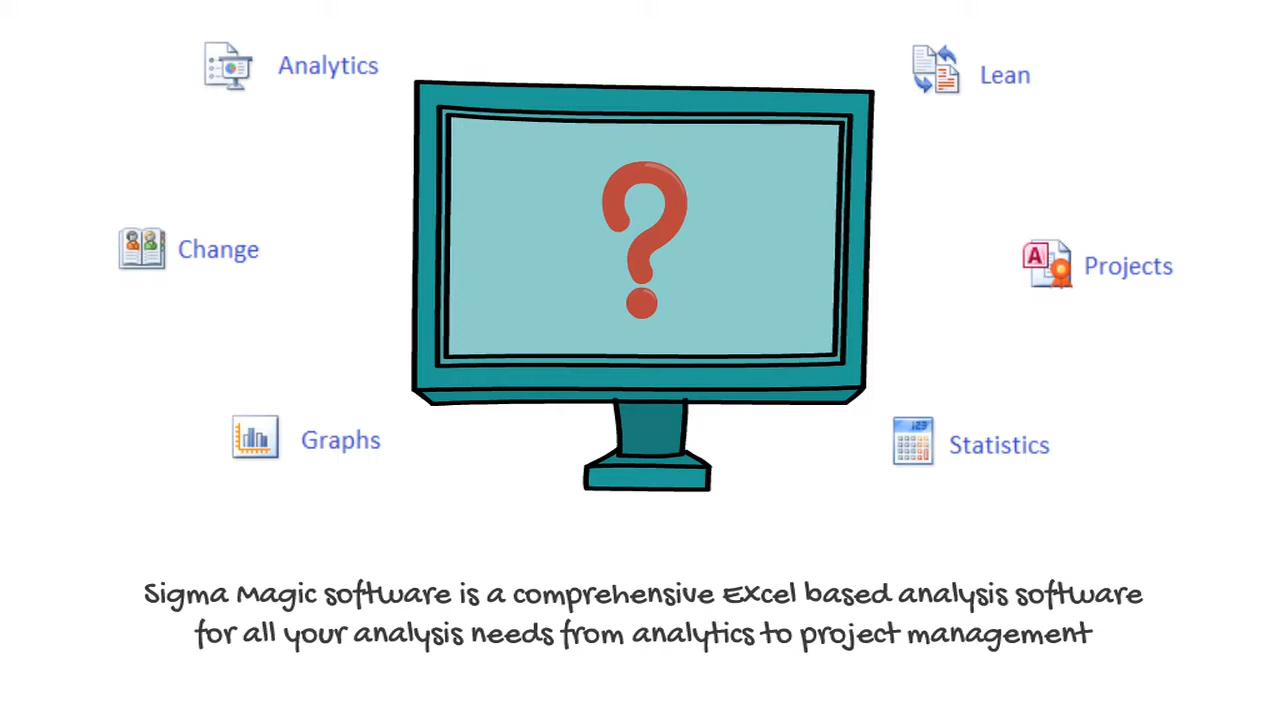 Analytics
Lean
?
Change
Projects
A
Graphs
123
Statistics
Sigma Magic software is a comprehensive Excel based analysis software
for all your analysis needs from analytics to project management